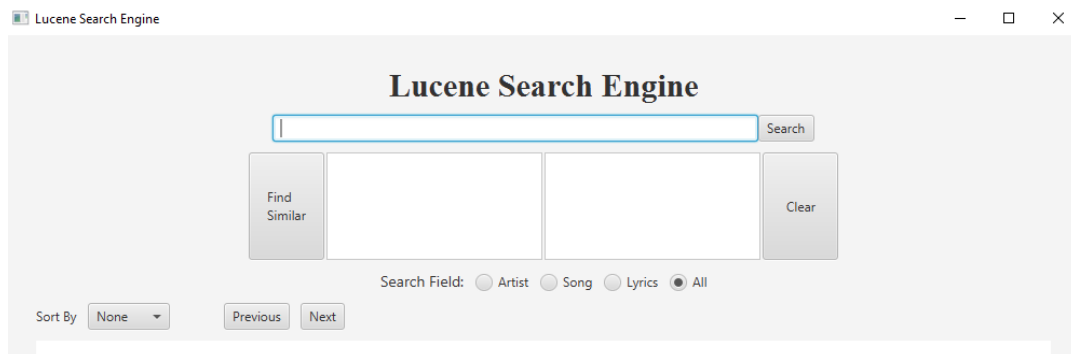 Lucene Search Engine
Lucene Search Engine
Search
Find
Similar
Clear
Search Field: Artist Song Lyrics All
Sort By None Previous Next